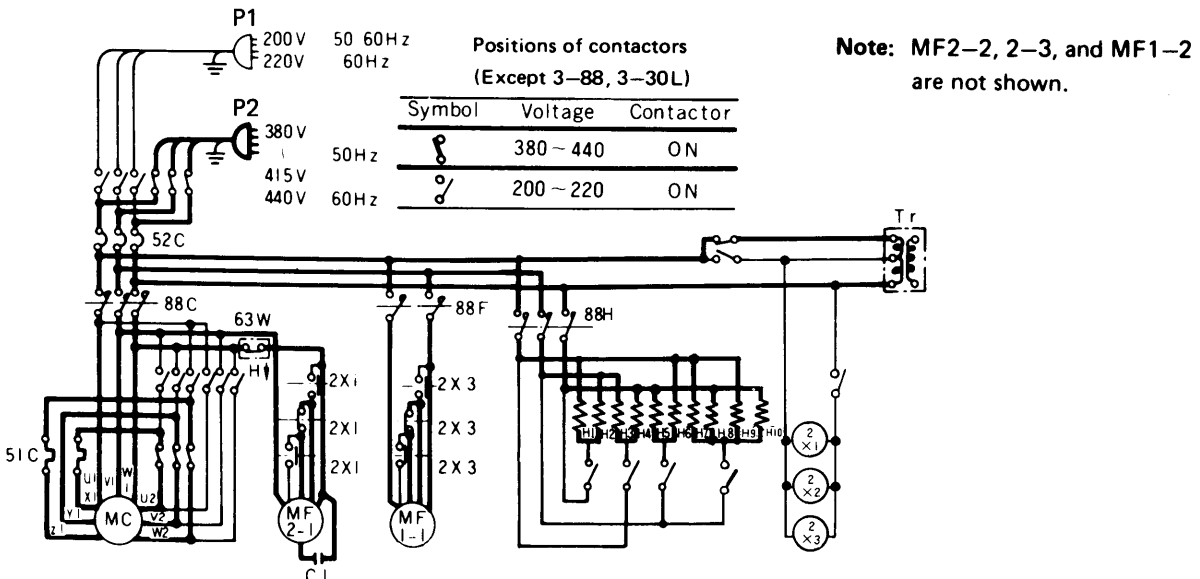 P1
200V 50 60Hz
220V 60Hz
P2
380V
50Hz
415V
440V 60Hz
Positions of contactors
(Except 3-88, 3-30L)
Symbol Voltage Contactor
380~440 ON
200~220 ON
Note: MF2-2, 2-3, and MF1-2
are not shown.
Tr
52C
88C
63W
88F
88H
H
2X1
2X1
2X1
2X3
2X3
2X3
51C
H1 H2 H3 H4 H5 H6 H7 H8 H9 H10
U1 V1 W1
X1 U2
Y1 V2
Z1 W2
MC
MF
2-1
MF
1-1
C1
2
X1
2
X2
2
X3